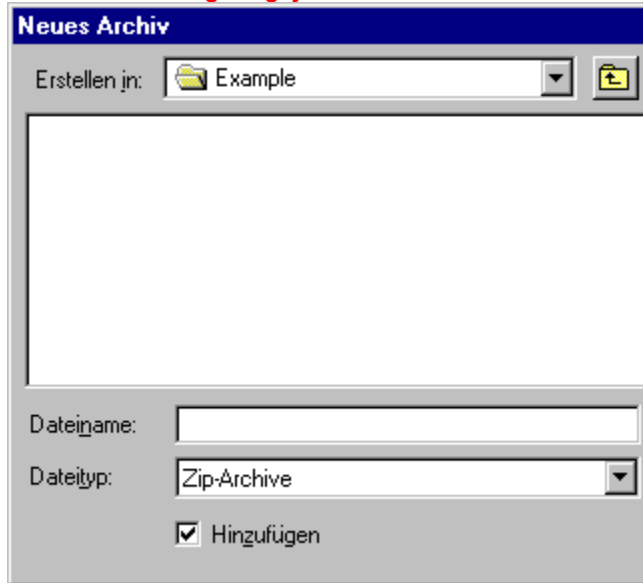 Neues Archiv
Erstellen in: Example
Dateiname:
Dateityp: Zip-Archive
Hinzufügen